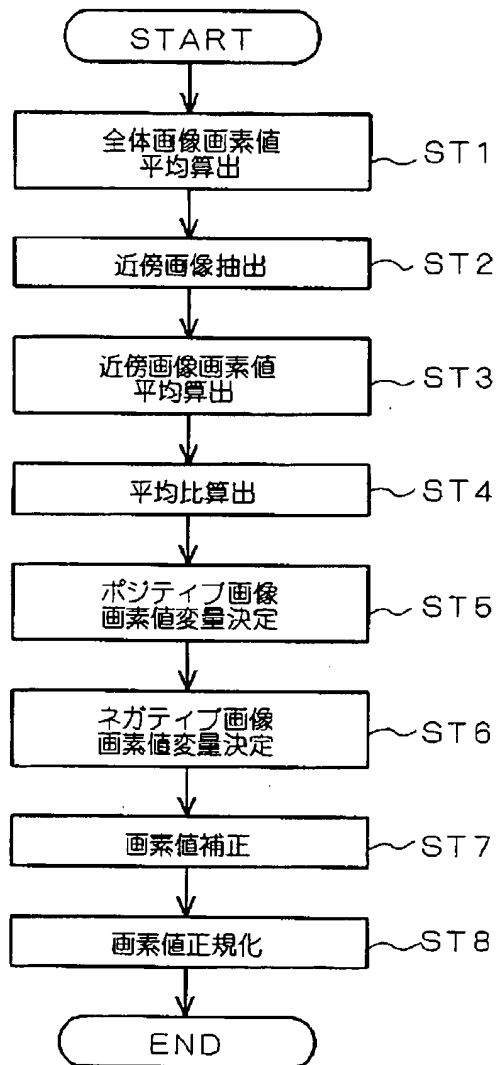 START
全体画像画素値
平均算出
ST1
近傍画像抽出
ST2
近傍画像画素値
平均算出
ST3
平均比算出
ST4
ポジティブ画像
画素値変量決定
ST5
ネガティブ画像
画素値変量決定
ST6
画素値補正
ST7
画素値正規化
ST8
END